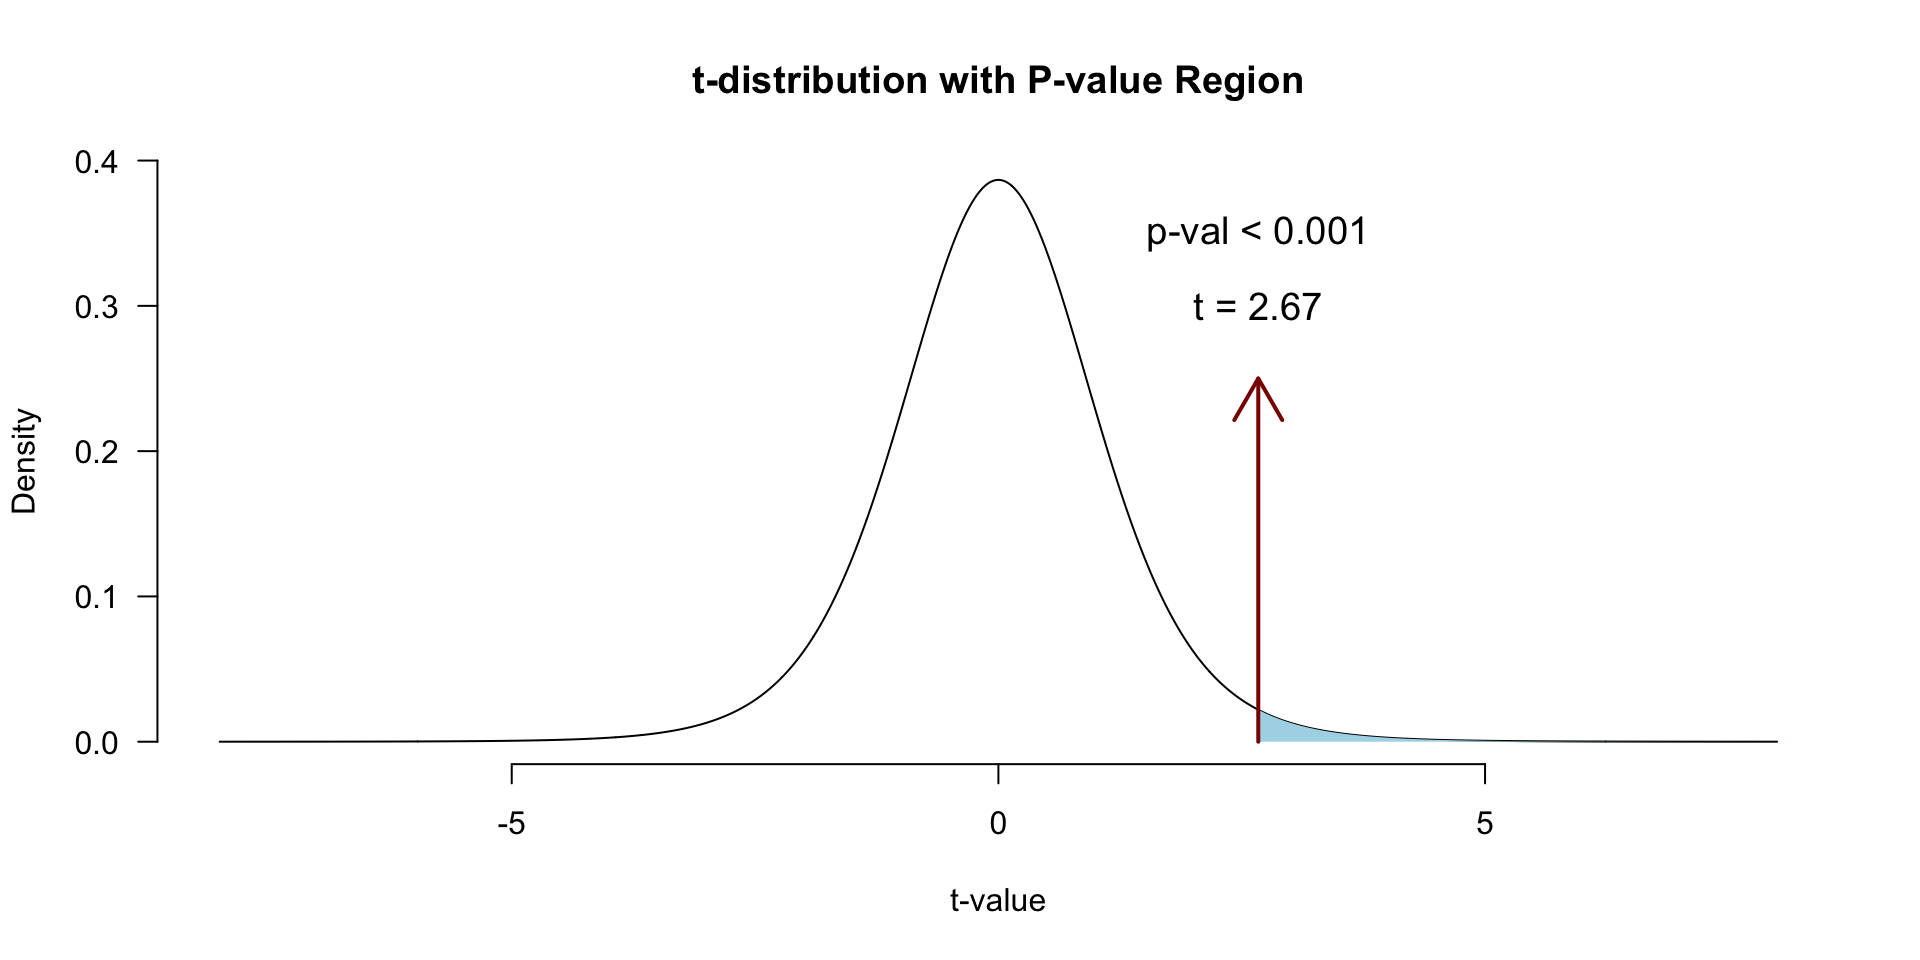 t-distribution with P-value Region
0.4
0.3
0.2
0.1
0.0
Density
p-val < 0.001
t = 2.67
-5
0
5
t-value